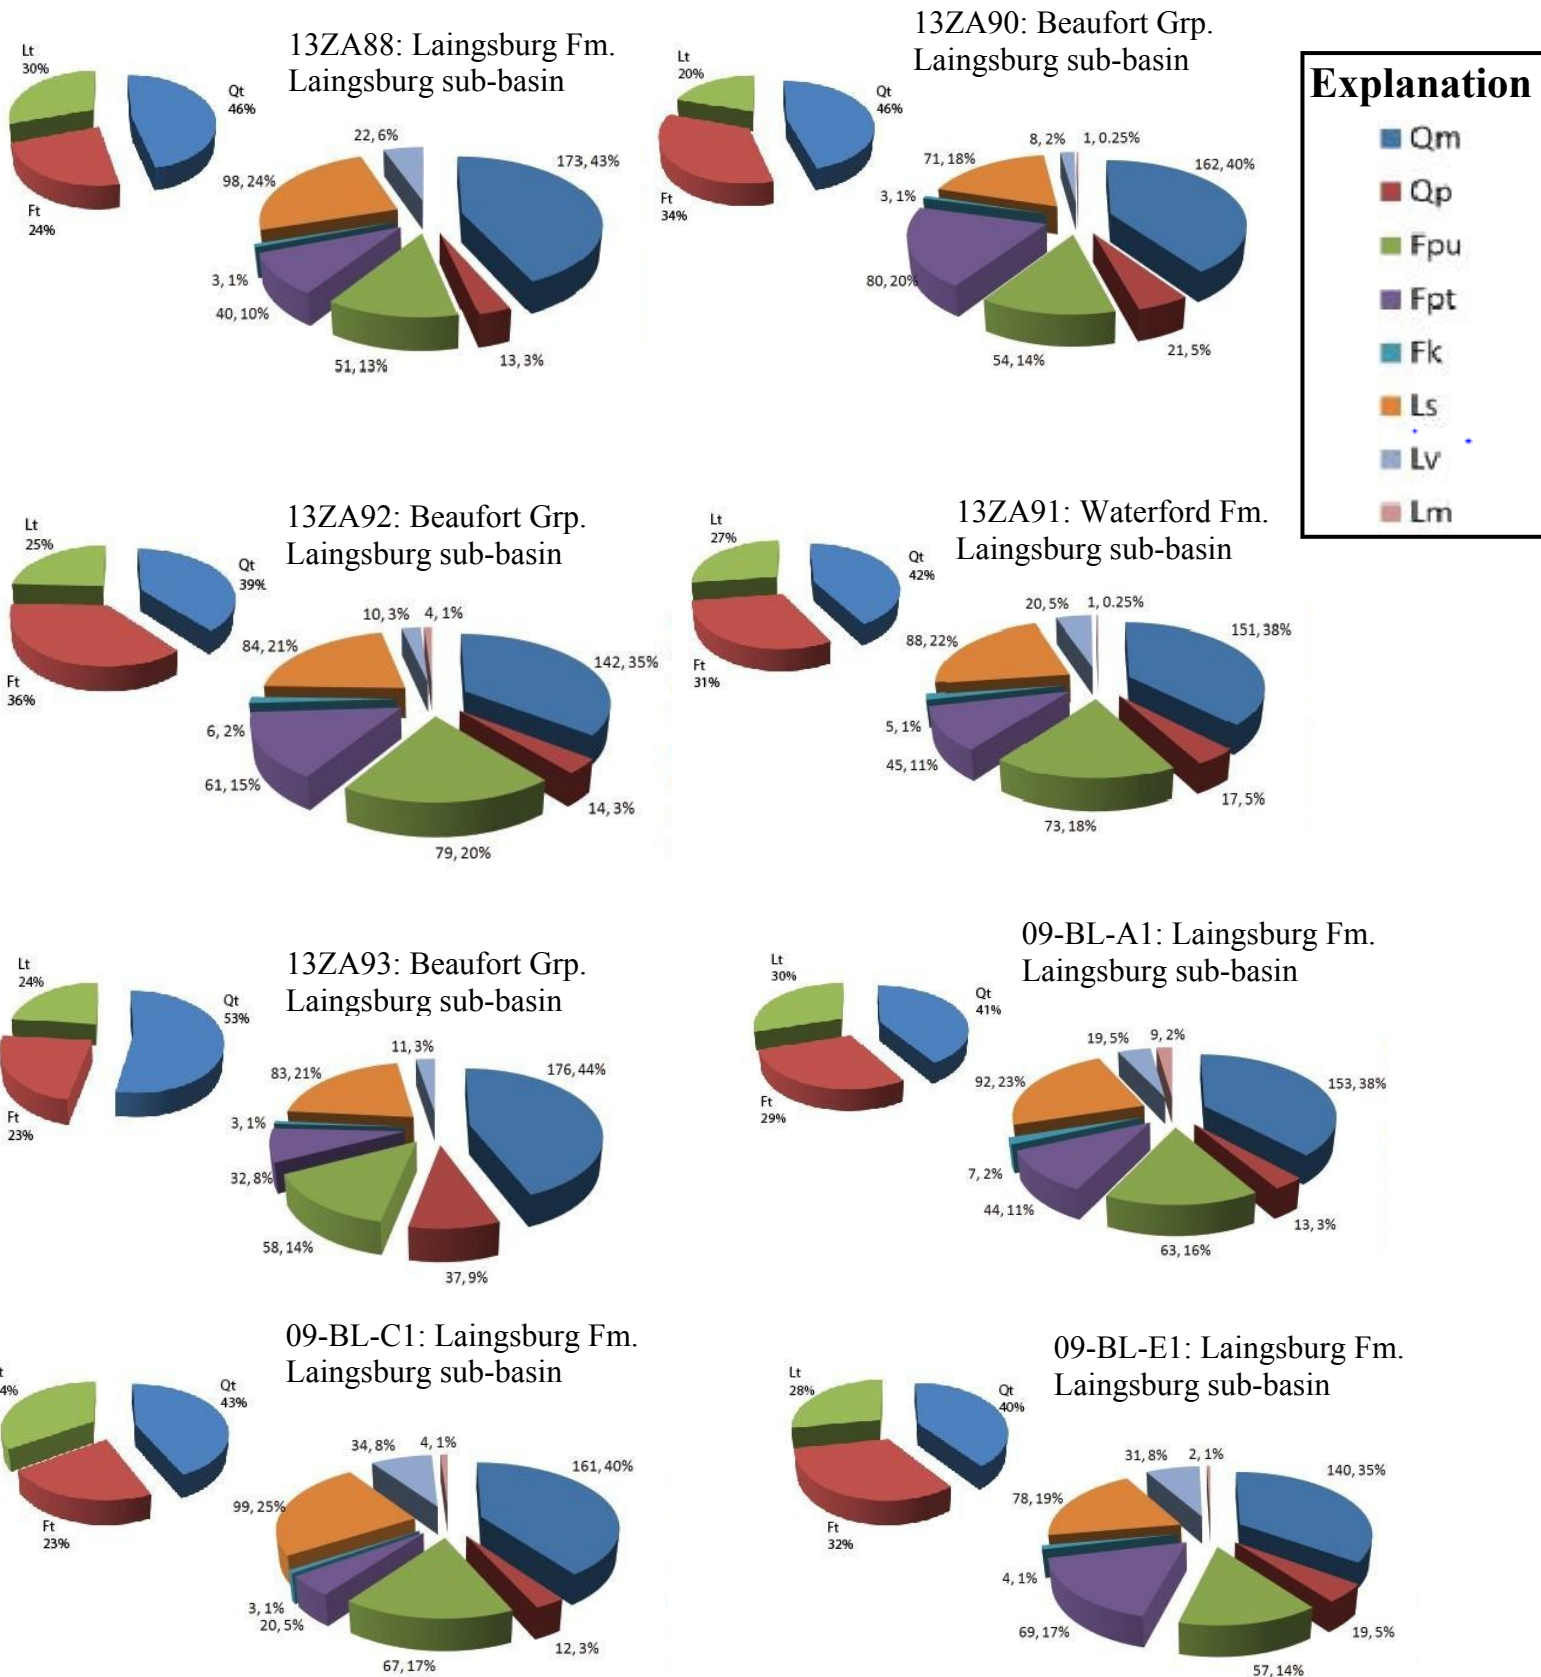 13ZA88: Laingsburg Fm.
Laingsburg sub-basin
Lt
30%
Qt
46%
Ft
24%
22, 6%
173, 43%
98, 24%
3, 1%
40, 10%
51, 13%
13, 3%
13ZA90: Beaufort Grp.
Laingsburg sub-basin
Lt
20%
Qt
46%
Ft
34%
8, 2%
1, 0.25%
162, 40%
71, 18%
3, 1%
80, 20%
54, 14%
21, 5%
Explanation
Qm
Qp
Fpu
Fpt
Fk
Ls
Lv
Lm
13ZA92: Beaufort Grp.
Laingsburg sub-basin
Lt
25%
Qt
39%
Ft
36%
10, 3%
4, 1%
142, 35%
84, 21%
6, 2%
61, 15%
79, 20%
14, 3%
13ZA91: Waterford Fm.
Laingsburg sub-basin
Lt
27%
Qt
42%
Ft
31%
20, 5%
1, 0.25%
151, 38%
88, 22%
5, 1%
45, 11%
73, 18%
17, 5%
13ZA93: Beaufort Grp.
Laingsburg sub-basin
Lt
24%
Qt
53%
Ft
23%
11, 3%
176, 44%
83, 21%
3, 1%
32, 8%
58, 14%
37, 9%
09-BL-A1: Laingsburg Fm.
Laingsburg sub-basin
Lt
30%
Qt
41%
Ft
29%
19, 5%
9, 2%
153, 38%
92, 23%
7, 2%
44, 11%
63, 16%
13, 3%
09-BL-C1: Laingsburg Fm.
Laingsburg sub-basin
t
4%
Qt
43%
Ft
23%
34, 8%
4, 1%
161, 40%
99, 25%
3, 1%
20, 5%
67, 17%
12, 3%
09-BL-E1: Laingsburg Fm.
Laingsburg sub-basin
Lt
28%
Qt
40%
Ft
32%
31, 8%
2, 1%
140, 35%
78, 19%
4, 1%
69, 17%
57, 14%
19, 5%